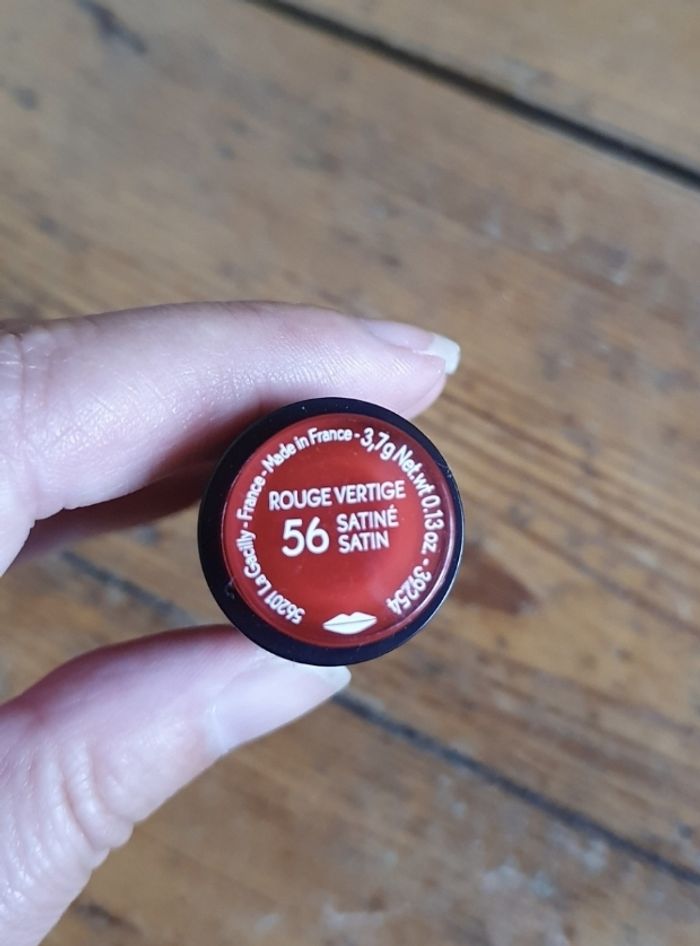 56201 La Gacilly - France - Made in France - 3,7g Net.wt 0.13 oz - 39254
ROUGE VERTIGE
56 SATINÉ
SATIN